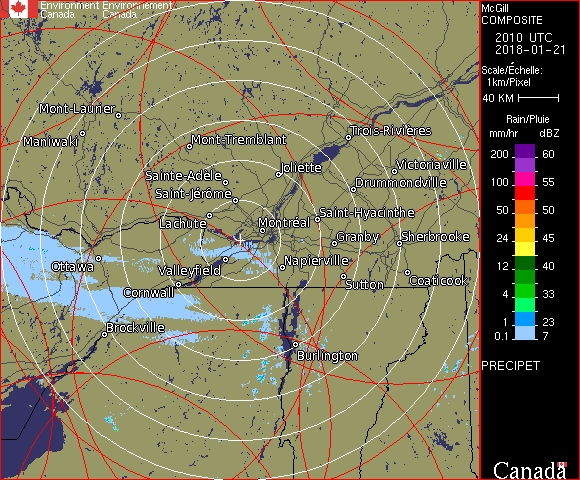 Environment Environnement
Canada Canada
McGill
COMPOSITE
2010 UTC
2018-01-21
Scale/Échelle:
1km/Pixel
40 KM
Rain/Pluie
mm/hr dBZ
200 60
155
100 55
50 50
24 45
12 40
8 33
4 28
1 23
0.1 7
PRECIPET
Canada
Mont-Laurier
Maniwaki
Mont-Tremblant
Trois-Rivières
Sainte-Adèle
Joliette
Victoriaville
Saint-Jérôme
Drummondville
Lachute
Montréal
Saint-Hyacinthe
Granby
Sherbrooke
Ottawa
Valleyfield
Napierville
Cornwall
Sutton
Coaticook
Brockville
Burlington